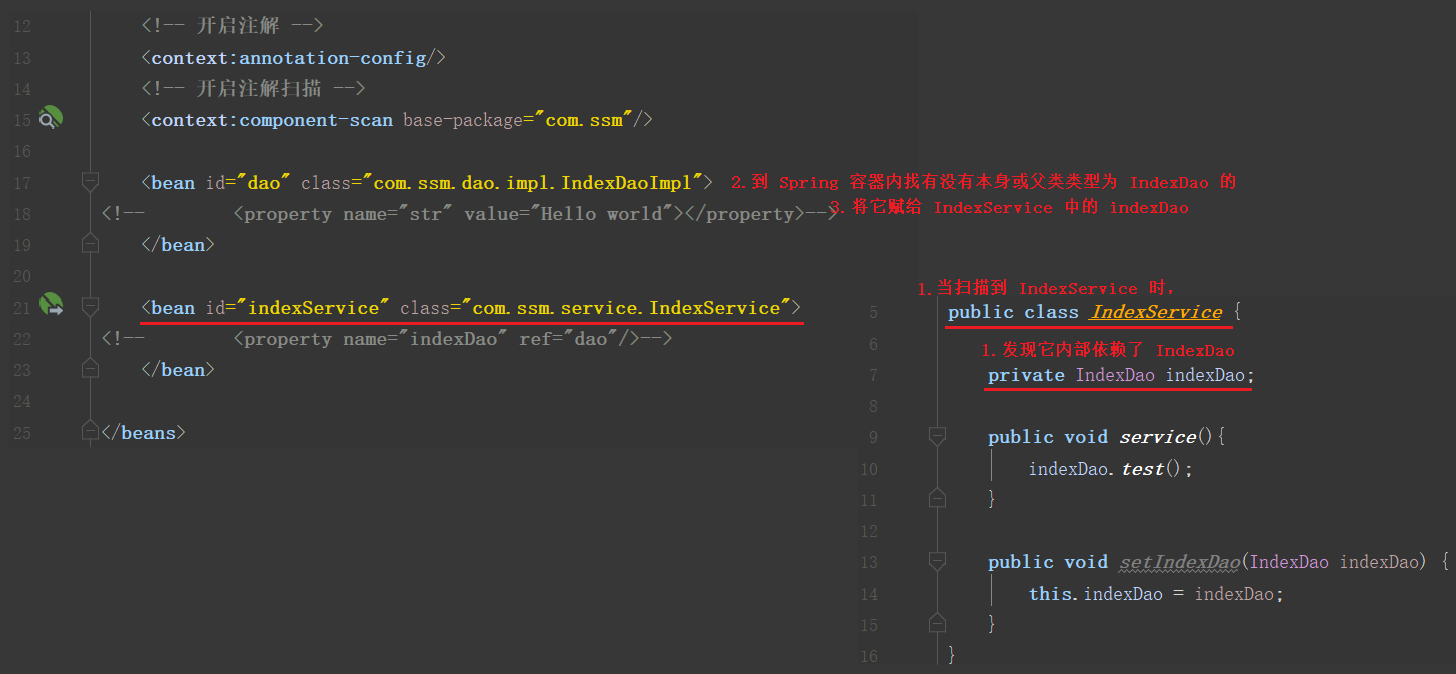 12 <!-- 开启注解 -->
13 <context:annotation-config/>
14 <!-- 开启注解扫描 -->
15 <context:component-scan base-package="com.ssm"/>
16
17 <bean id="dao" class="com.ssm.dao.impl.IndexDaoImpl"> 2.到 Spring 容器内找有没有本身或父类类型为 IndexDao 的
18 <!-- <property name="str" value="Hello world"></property>-->
3.将它赋给 IndexService 中的 indexDao
19 </bean>
20
21 <bean id="indexService" class="com.ssm.service.IndexService">
22 <!-- <property name="indexDao" ref="dao"/>-->
23 </bean>
24
25 </beans>
1.当扫描到 IndexService 时，
5 public class IndexService {
6
1.发现它内部依赖了 IndexDao
7 private IndexDao indexDao;
8
9 public void service(){
10 indexDao.test();
11 }
12
13 public void setIndexDao(IndexDao indexDao) {
14 this.indexDao = indexDao;
15 }
16 }